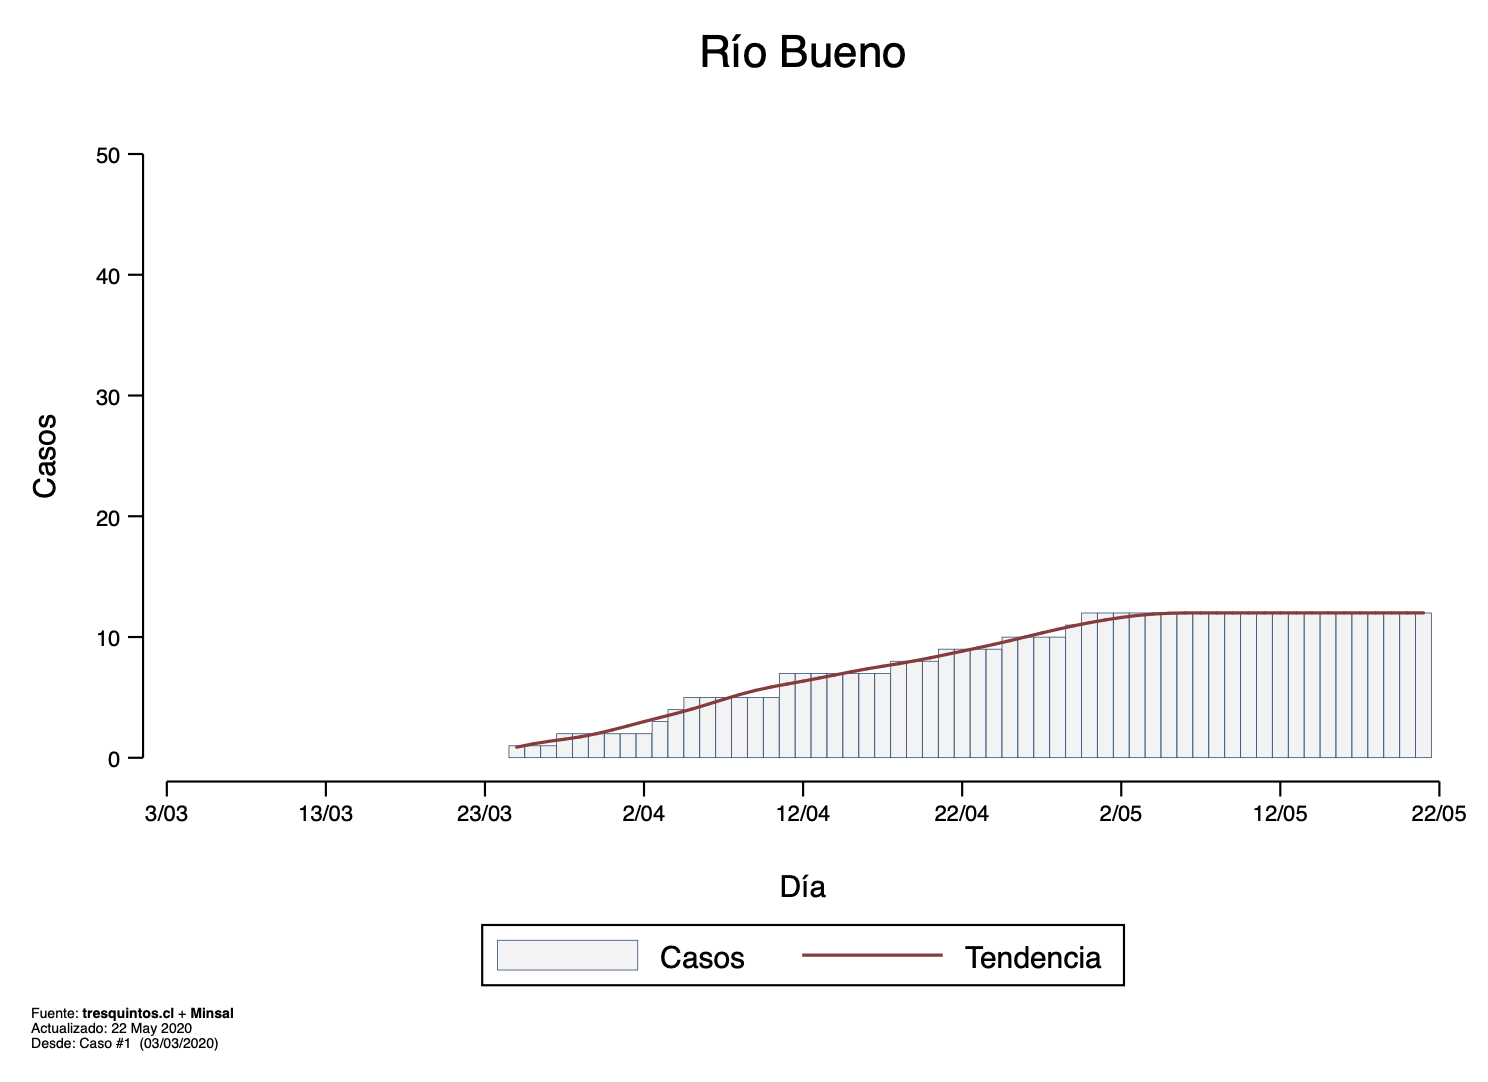 Río Bueno
50
40
30
20
10
0
Casos
3/03 13/03 23/03 2/04 12/04 22/04 2/05 12/05 22/05
Día
Casos Tendencia
Fuente: tresquintos.cl + Minsal
Actualizado: 22 May 2020
Desde: Caso #1 (03/03/2020)